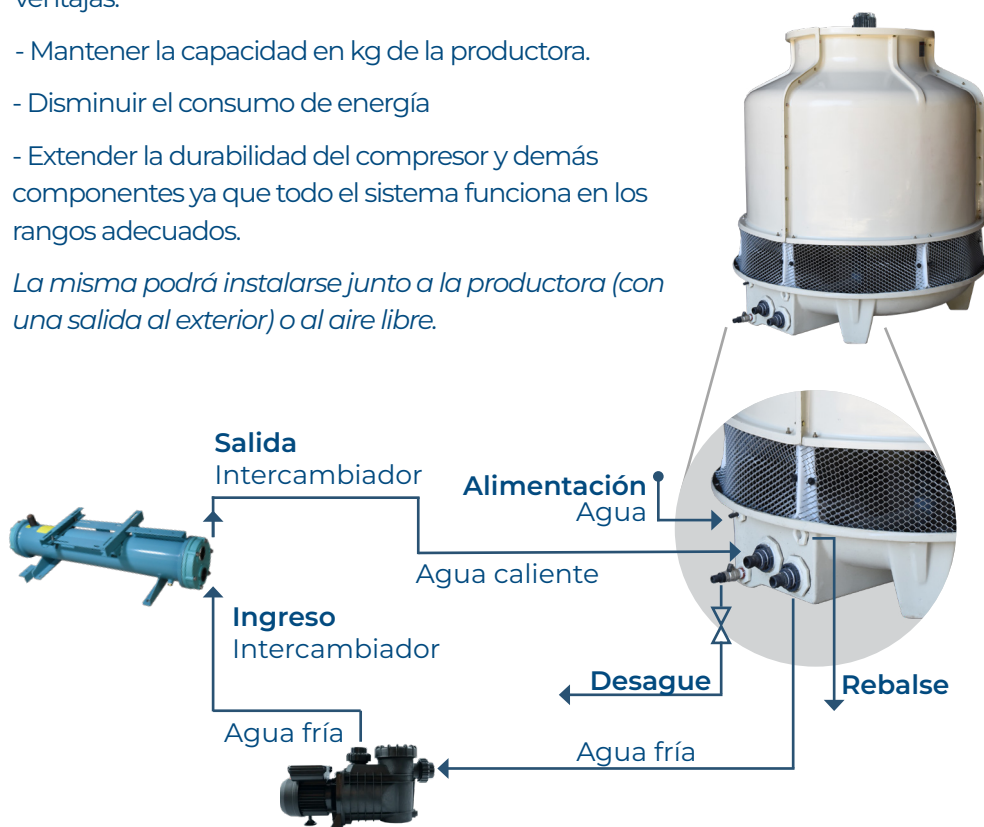 ventajas:
- Mantener la capacidad en kg de la productora.
- Disminuir el consumo de energía
- Extender la durabilidad del compresor y demás
componentes ya que todo el sistema funciona en los
rangos adecuados.
La misma podrá instalarse junto a la productora (con
una salida al exterior) o al aire libre.
Salida
Intercambiador
Alimentación
Agua
Agua caliente
Ingreso
Intercambiador
Desague
Rebalse
Agua fría
Agua fría